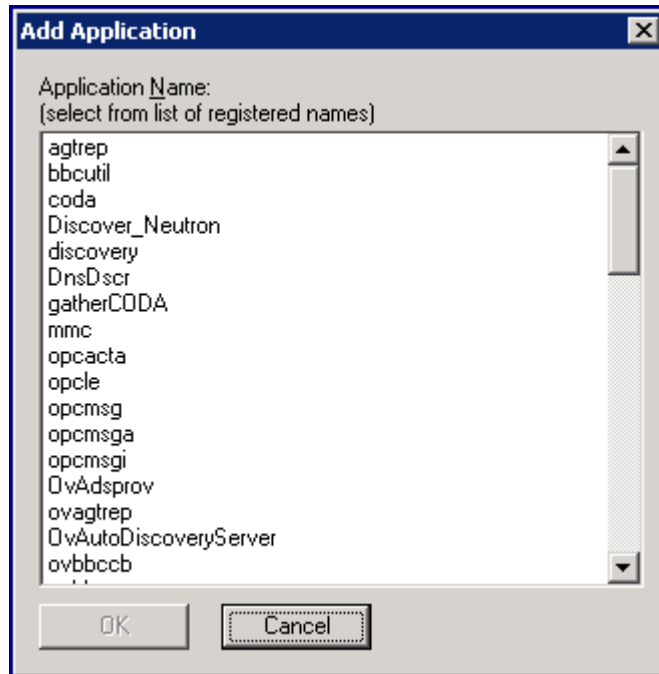 Add Application
Application Name:
(select from list of registered names)
agtrep
bbcutil
coda
Discover_Neutron
discovery
DnsDscr
gatherCODA
mmc
opcacta
opcle
opcmsg
opcmsga
opcmsgi
OvAdsprov
ovagtrep
OvAutoDiscoveryServer
ovbbccb
OK
Cancel